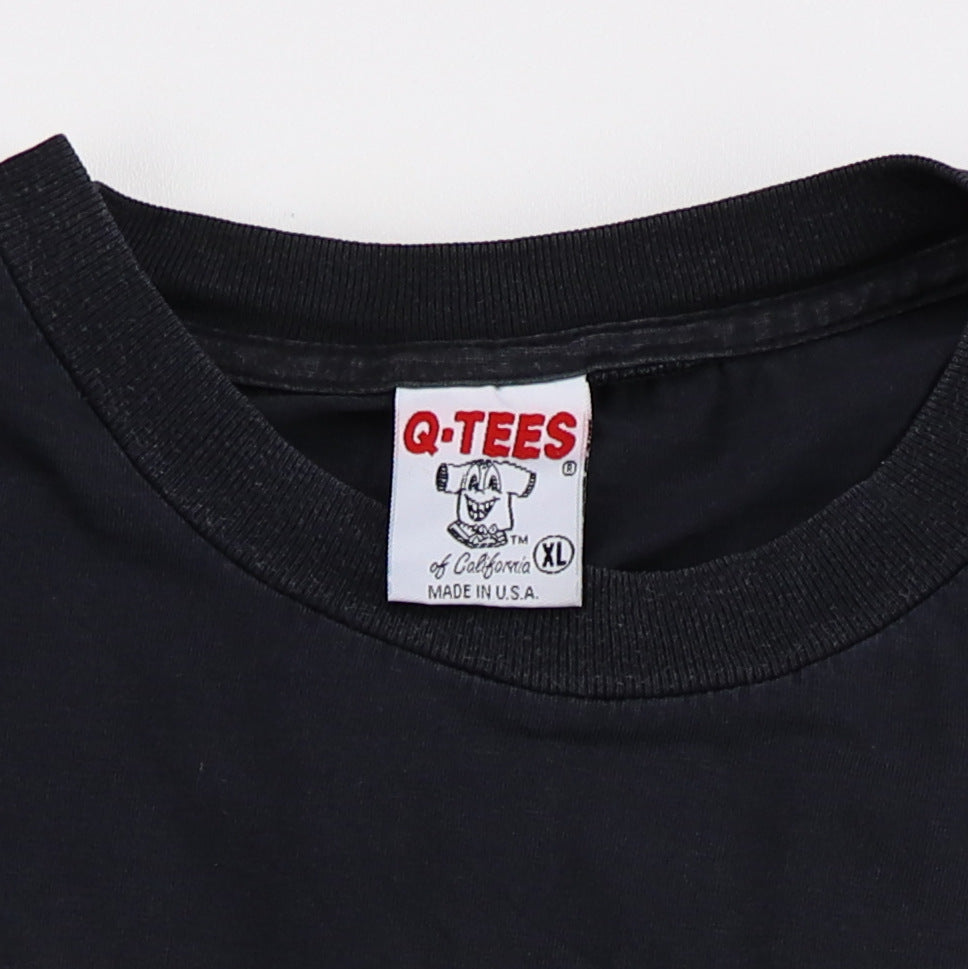 Q-TEES
®
TM
of California XL
MADE IN U.S.A.